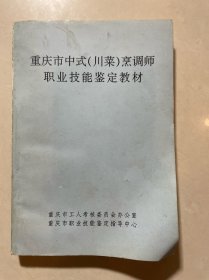 重庆市中式(川菜)烹调师
职业技能鉴定教材
重庆市工人考核委员会办公室
重庆市职业技能鉴定指导中心